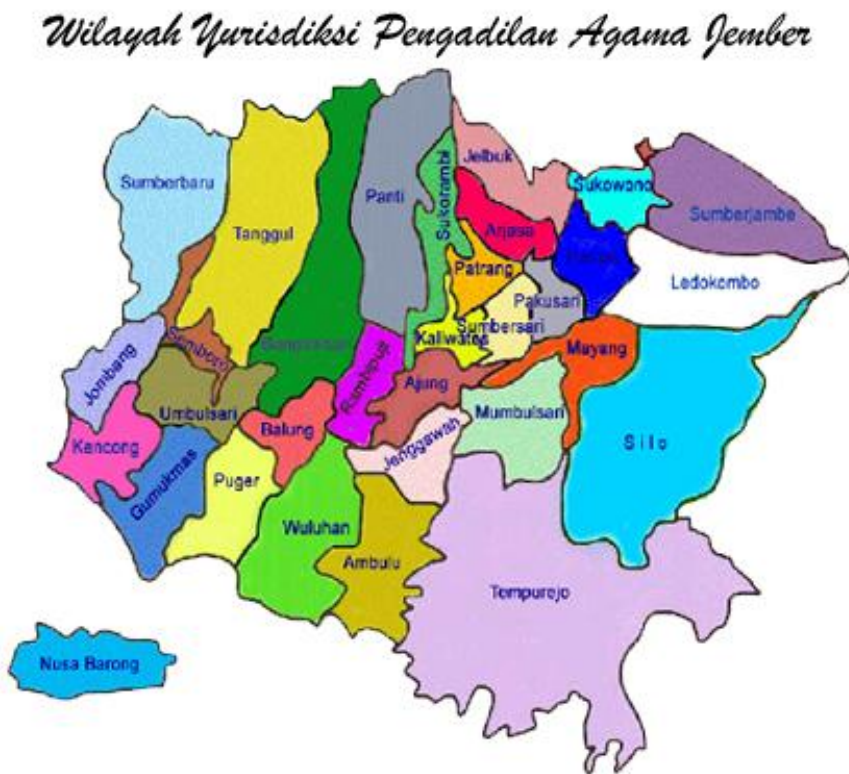 Wilayah Yurisdiksi Pengadilan Agama Jember
Jelbuk
Sumberbaru
Sukowono
Panti
Sukorambi
Sumberjambe
Tanggul
Arjasa
Patrang
Ledokombo
Pakusari
Sumbersari
Kaliwates
Mayang
Semboro
Jombang
Rambipuji
Ajung
Umbulsari
Mumbulsari
Balung
Jenggawah
Kencong
Silo
Gumukmas
Puger
Wuluhan
Ambulu
Tempurejo
Nusa Barong